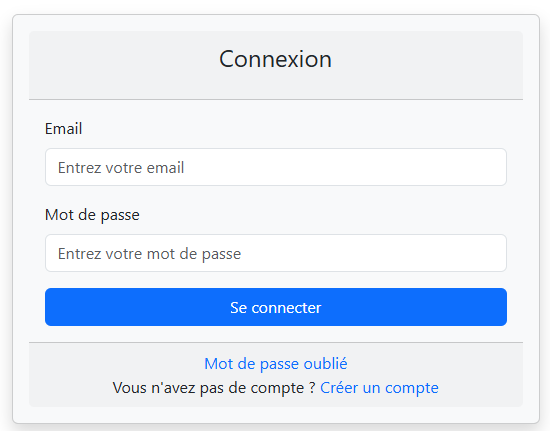 Connexion
Email
Entrez votre email
Mot de passe
Entrez votre mot de passe
Se connecter
Mot de passe oublié
Vous n'avez pas de compte ? Créer un compte